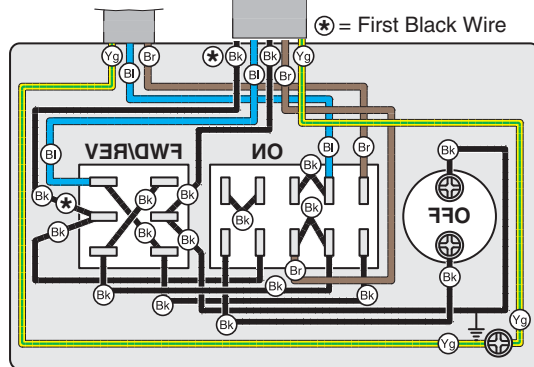 * = First Black Wire
Yg Br * Bk Bk Yg
Bl Bl Br
FWD/REV ON Bl Br Bk
Bl
Bk
Bk * Bk Bk Bk
Bk OFF
Bk Bk
Br Bk
Bk
Bk Bk Bk Bk
Bk Bk Yg
Yg